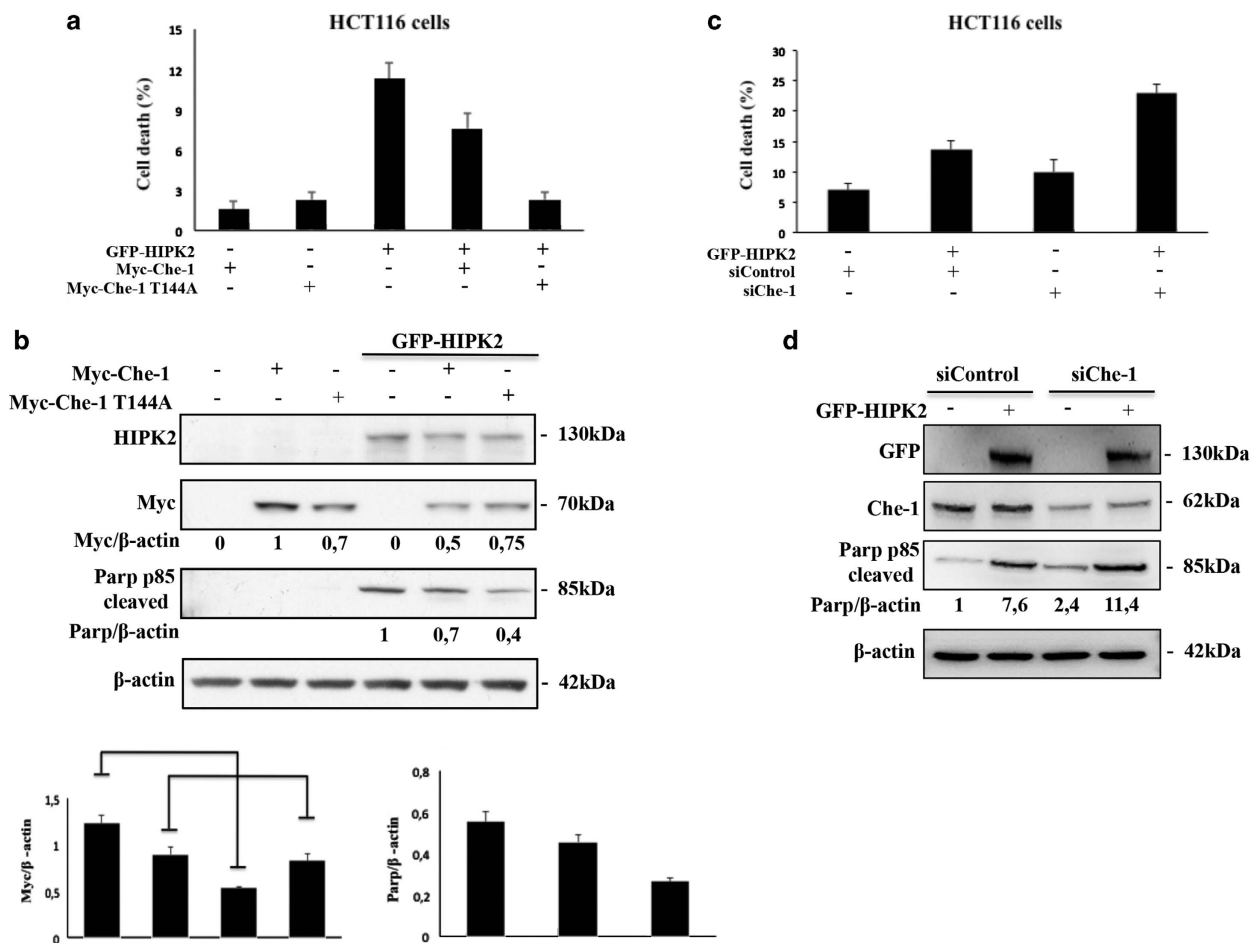 a
HCT116 cells
Cell death (%)
15
12
9
6
3
0
GFP-HIPK2 - - + + +
Myc-Che-1 + - - + -
Myc-Che-1 T144A - + - - +
b
GFP-HIPK2
Myc-Che-1 - + - - + -
Myc-Che-1 T144A - - + - - +
HIPK2 - 130kDa
Myc - 70kDa
Myc/β-actin 0 1 0,7 0 0,5 0,75
Parp p85
cleaved - 85kDa
Parp/β-actin 1 0,7 0,4
β-actin - 42kDa
Myc/β -actin
1,5
1
0,5
0
Parp/β -actin
0,8
0,6
0,4
0,2
0
c
HCT116 cells
Cell death (%)
30
25
20
15
10
5
0
GFP-HIPK2 - + - +
siControl + + - -
siChe-1 - - + +
d
siControl siChe-1
GFP-HIPK2 - + - +
GFP - 130kDa
Che-1 - 62kDa
Parp p85
cleaved - 85kDa
Parp/β-actin 1 7,6 2,4 11,4
β-actin - 42kDa